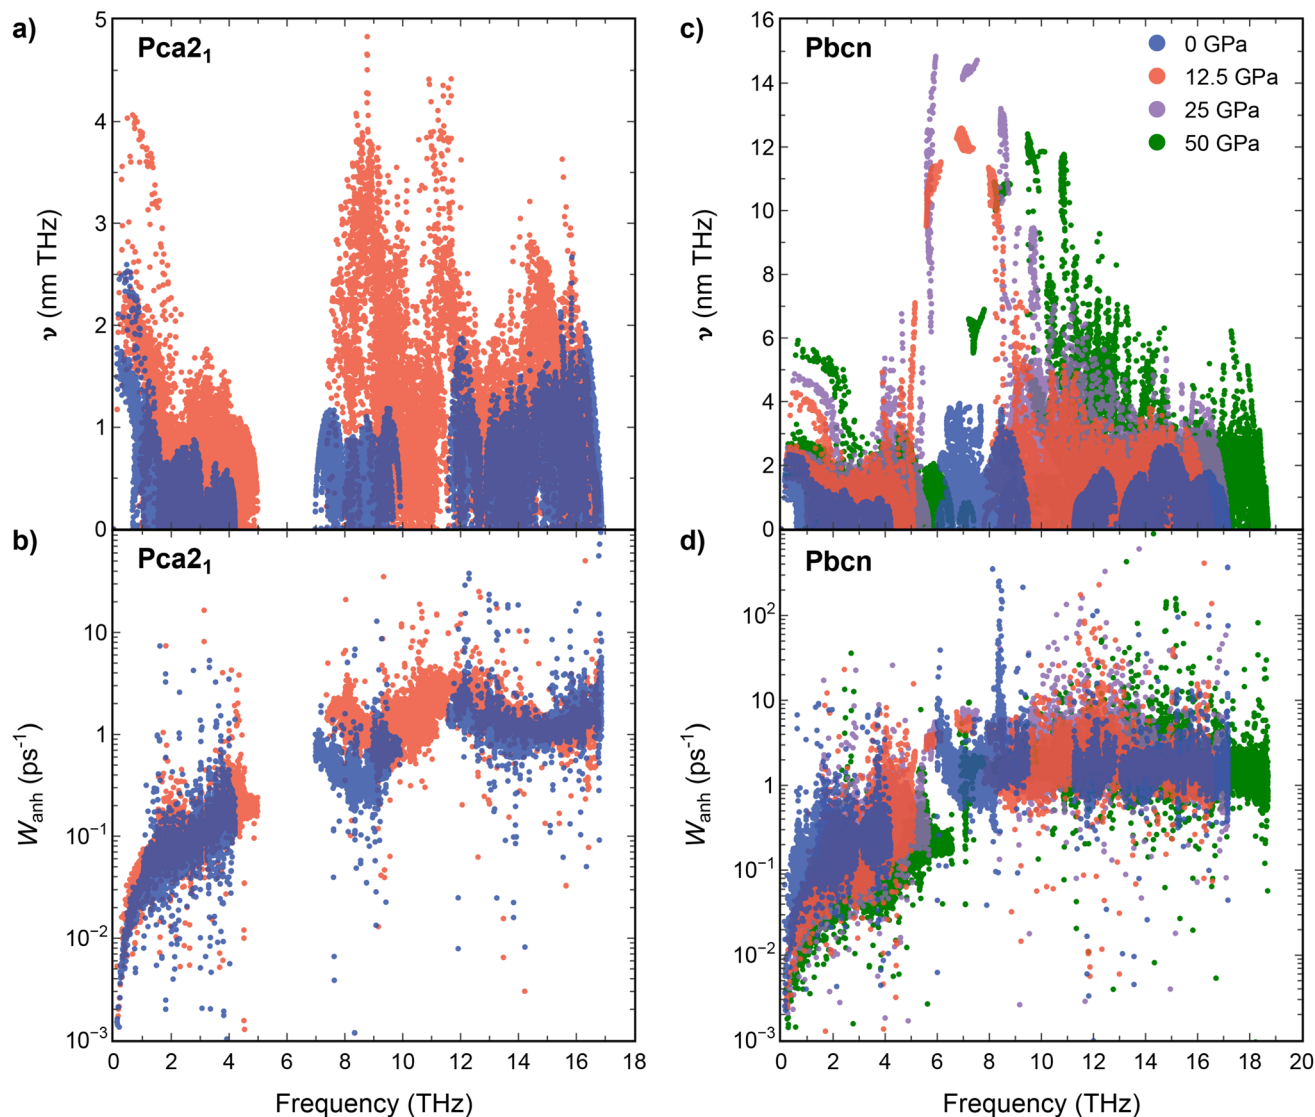 a)
Pca2₁
5
4
3
2
1
0
ν (nm THz)
b)
Pca2₁
10
1
10⁻¹
10⁻²
10⁻³
W_anh (ps⁻¹)
0 2 4 6 8 10 12 14 16 18
Frequency (THz)
c)
Pbcn
0 GPa
12.5 GPa
25 GPa
50 GPa
16
14
12
10
8
6
4
2
0
ν (nm THz)
d)
Pbcn
10²
10
1
10⁻¹
10⁻²
10⁻³
W_anh (ps⁻¹)
0 2 4 6 8 10 12 14 16 18 20
Frequency (THz)